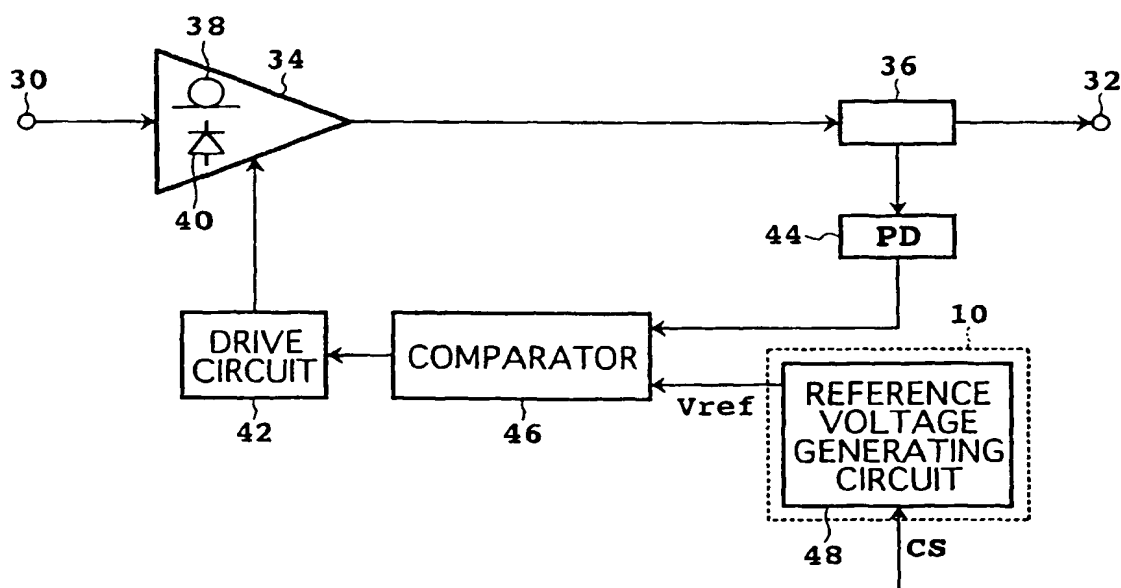 38
34
30
36
32
40
44
PD
10
DRIVE
CIRCUIT
COMPARATOR
Vref
REFERENCE
VOLTAGE
GENERATING
CIRCUIT
42
46
48
CS